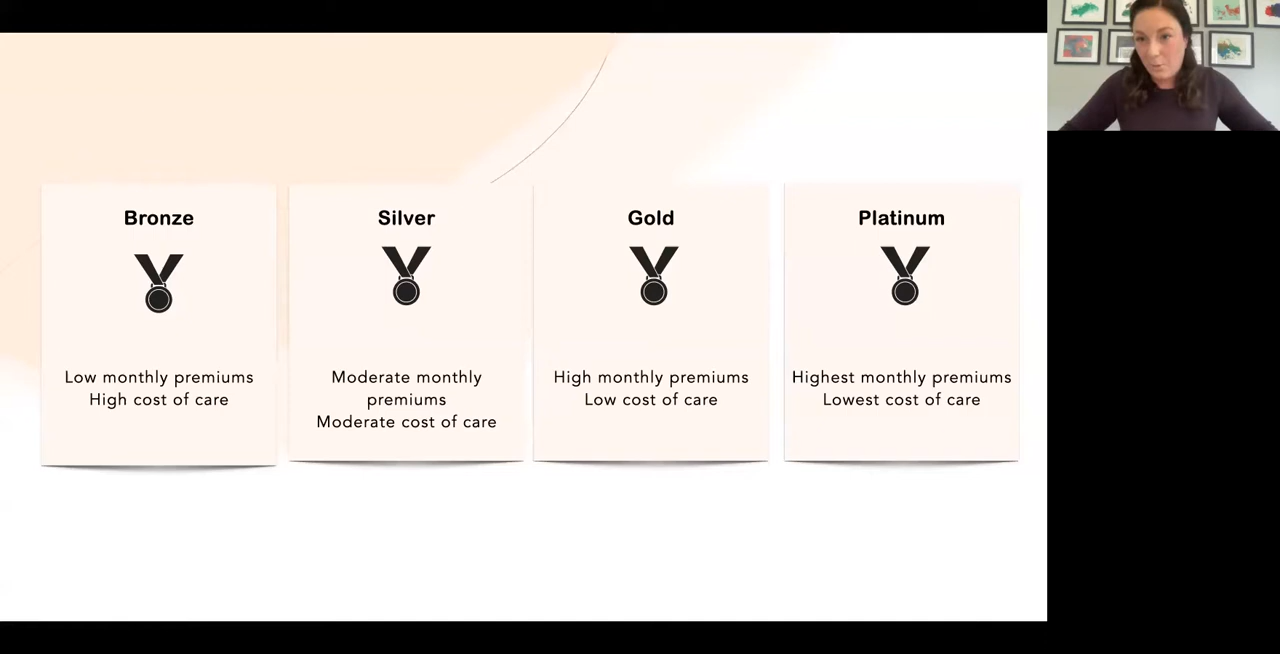 Bronze
Low monthly premiums
High cost of care
Silver
Moderate monthly
premiums
Moderate cost of care
Gold
High monthly premiums
Low cost of care
Platinum
Highest monthly premiums
Lowest cost of care